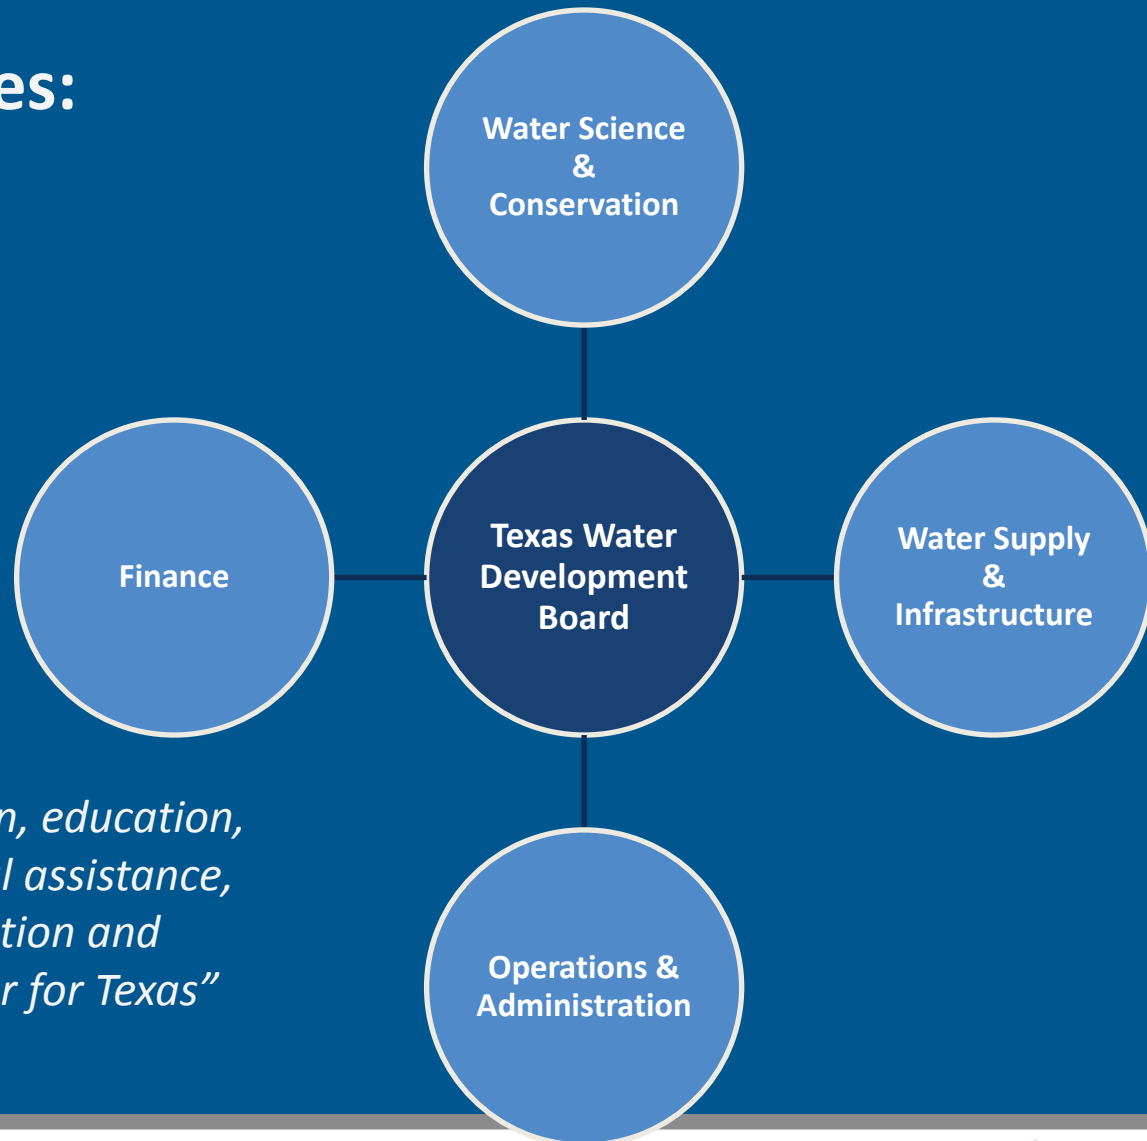 es:
Water Science
&
Conservation
Finance
Texas Water
Development
Board
Water Supply
&
Infrastructure
n, education,
l assistance,
tion and
r for Texas”
Operations &
Administration